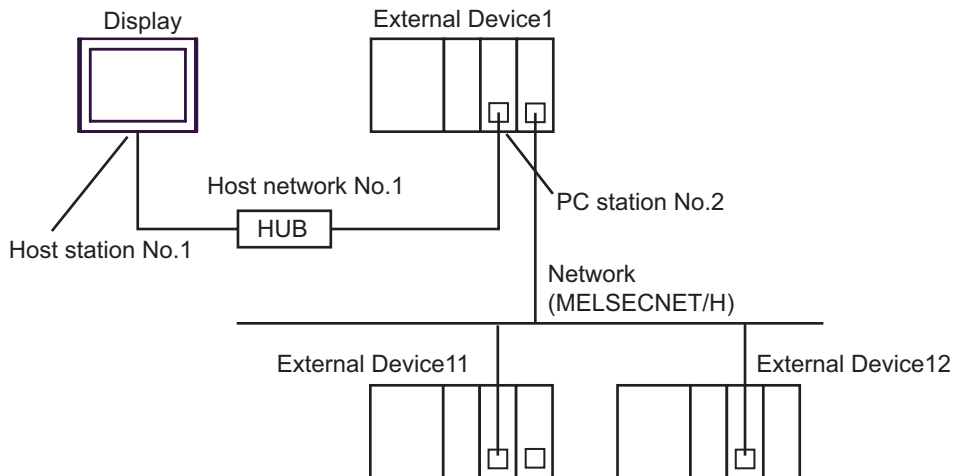 Display
External Device1
Host network No.1
PC station No.2
HUB
Host station No.1
Network
(MELSECNET/H)
External Device11
External Device12